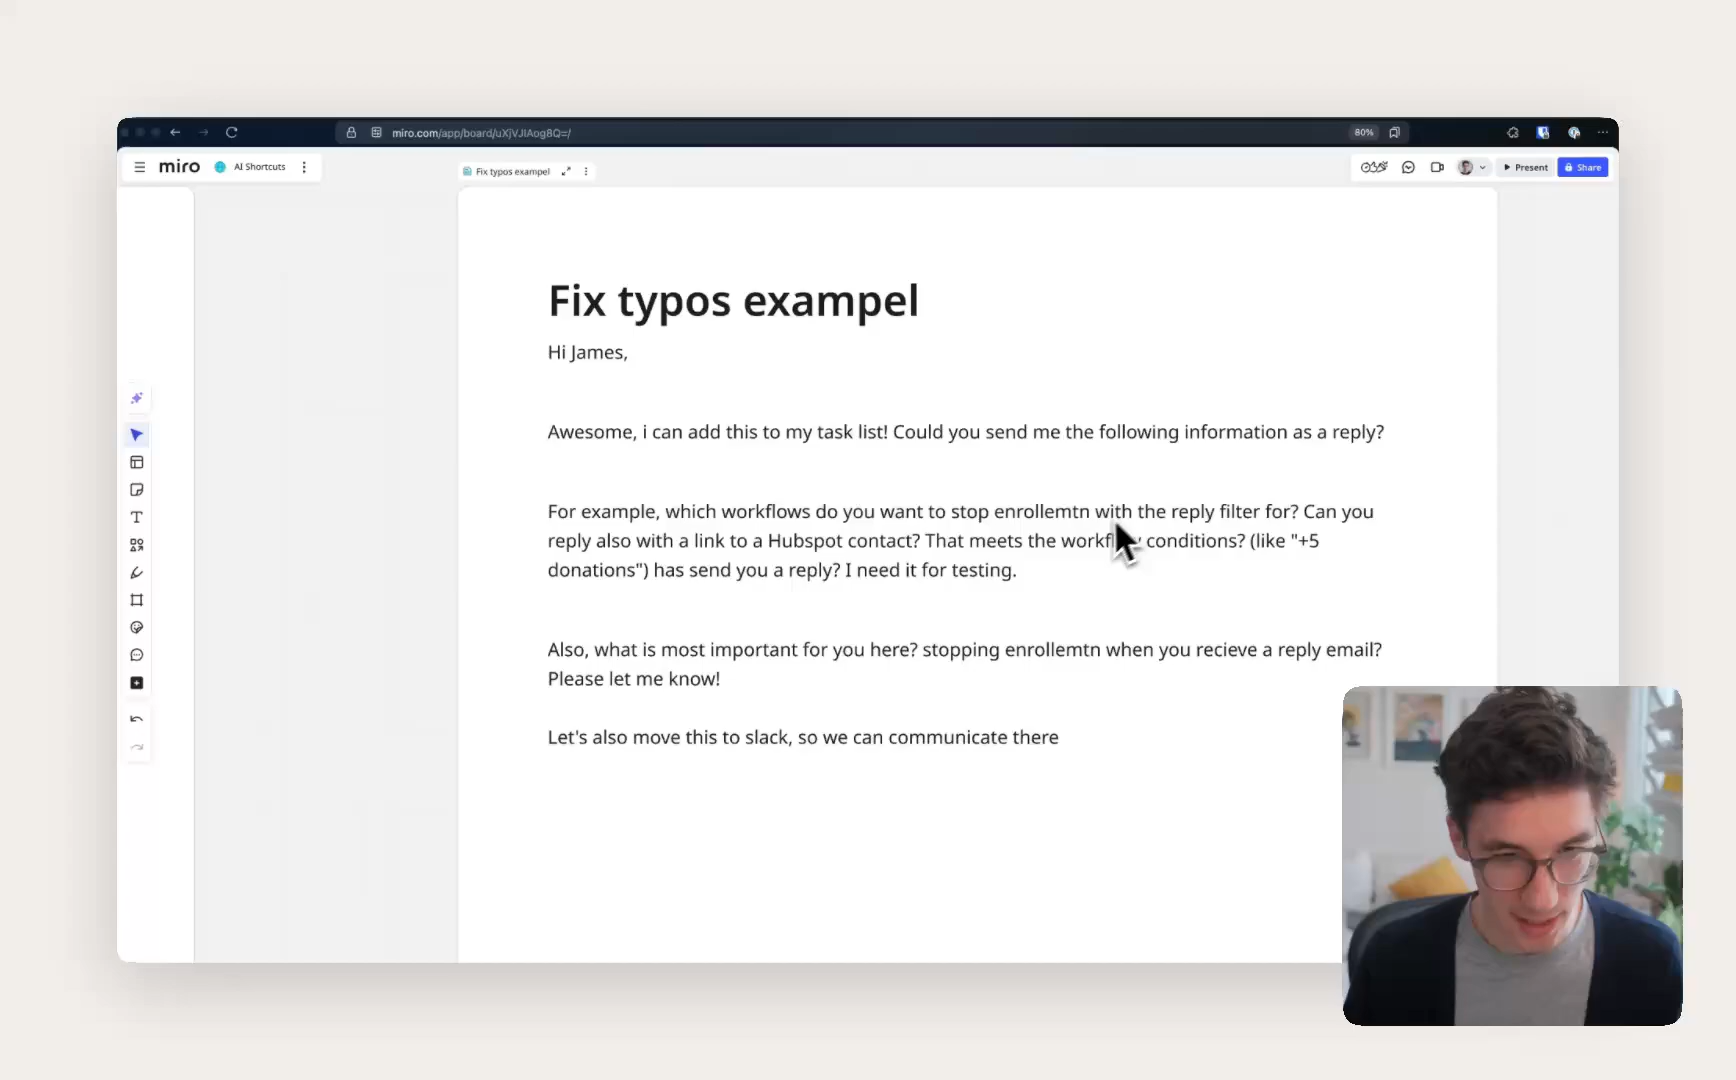 miro.com/app/board/uXjVJIAog8Q=/
80%
miro
AI Shortcuts
Fix typos exampel
Present
Share
Fix typos exampel
Hi James,
Awesome, i can add this to my task list! Could you send me the following information as a reply?
For example, which workflows do you want to stop enrollemtn with the reply filter for? Can you
reply also with a link to a Hubspot contact? That meets the workflow conditions? (like "+5
donations") has send you a reply? I need it for testing.
Also, what is most important for you here? stopping enrollemtn when you recieve a reply email?
Please let me know!
Let's also move this to slack, so we can communicate there